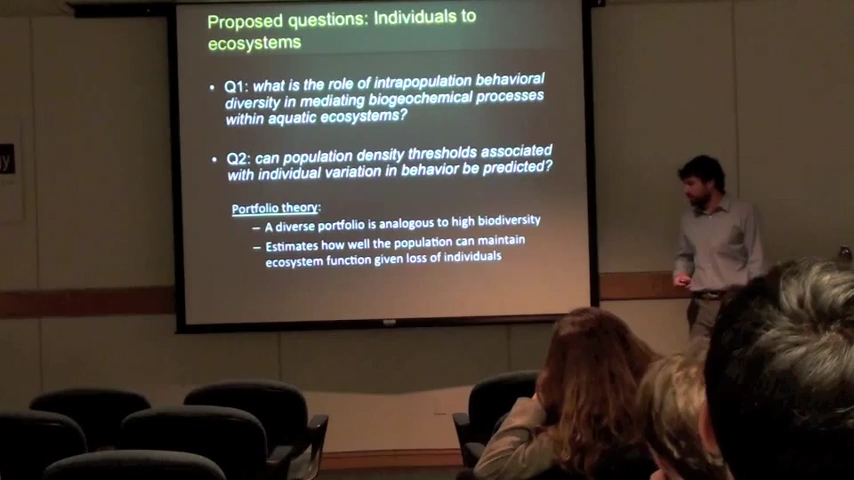 Proposed questions: Individuals to
ecosystems
• Q1: what is the role of intrapopulation behavioral
diversity in mediating biogeochemical processes
within aquatic ecosystems?
• Q2: can population density thresholds associated
with individual variation in behavior be predicted?
Portfolio theory:
– A diverse portfolio is analogous to high biodiversity
– Estimates how well the population can maintain
ecosystem function given loss of individuals